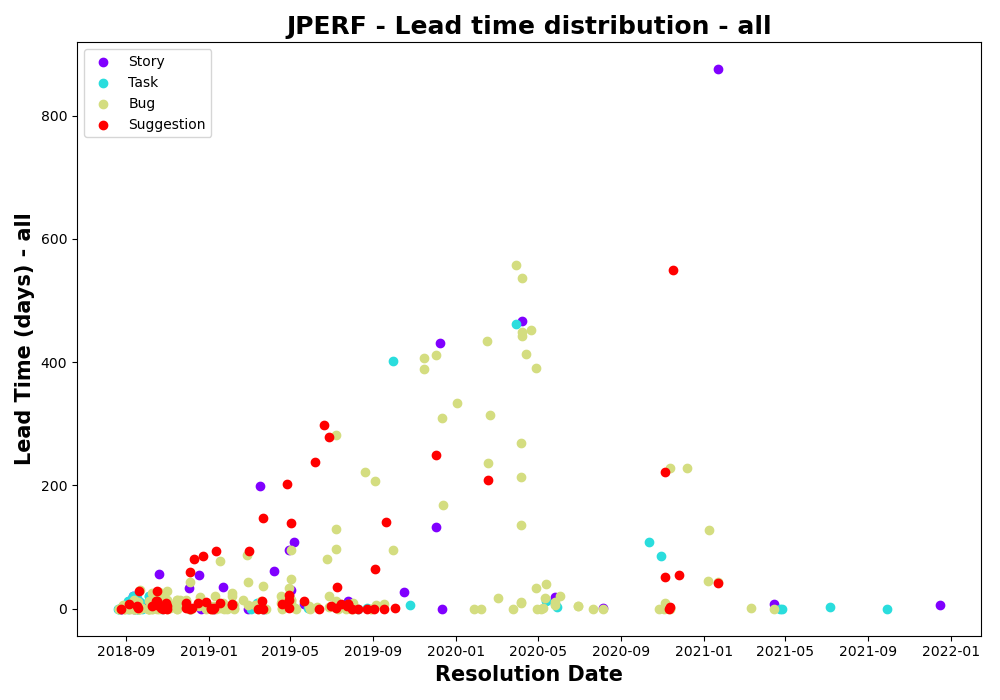 JPERF - Lead time distribution - all
Story
Task
Bug
Suggestion
Lead Time (days) - all
800
600
400
200
0
2018-09 2019-01 2019-05 2019-09 2020-01 2020-05 2020-09 2021-01 2021-05 2021-09 2022-01
Resolution Date